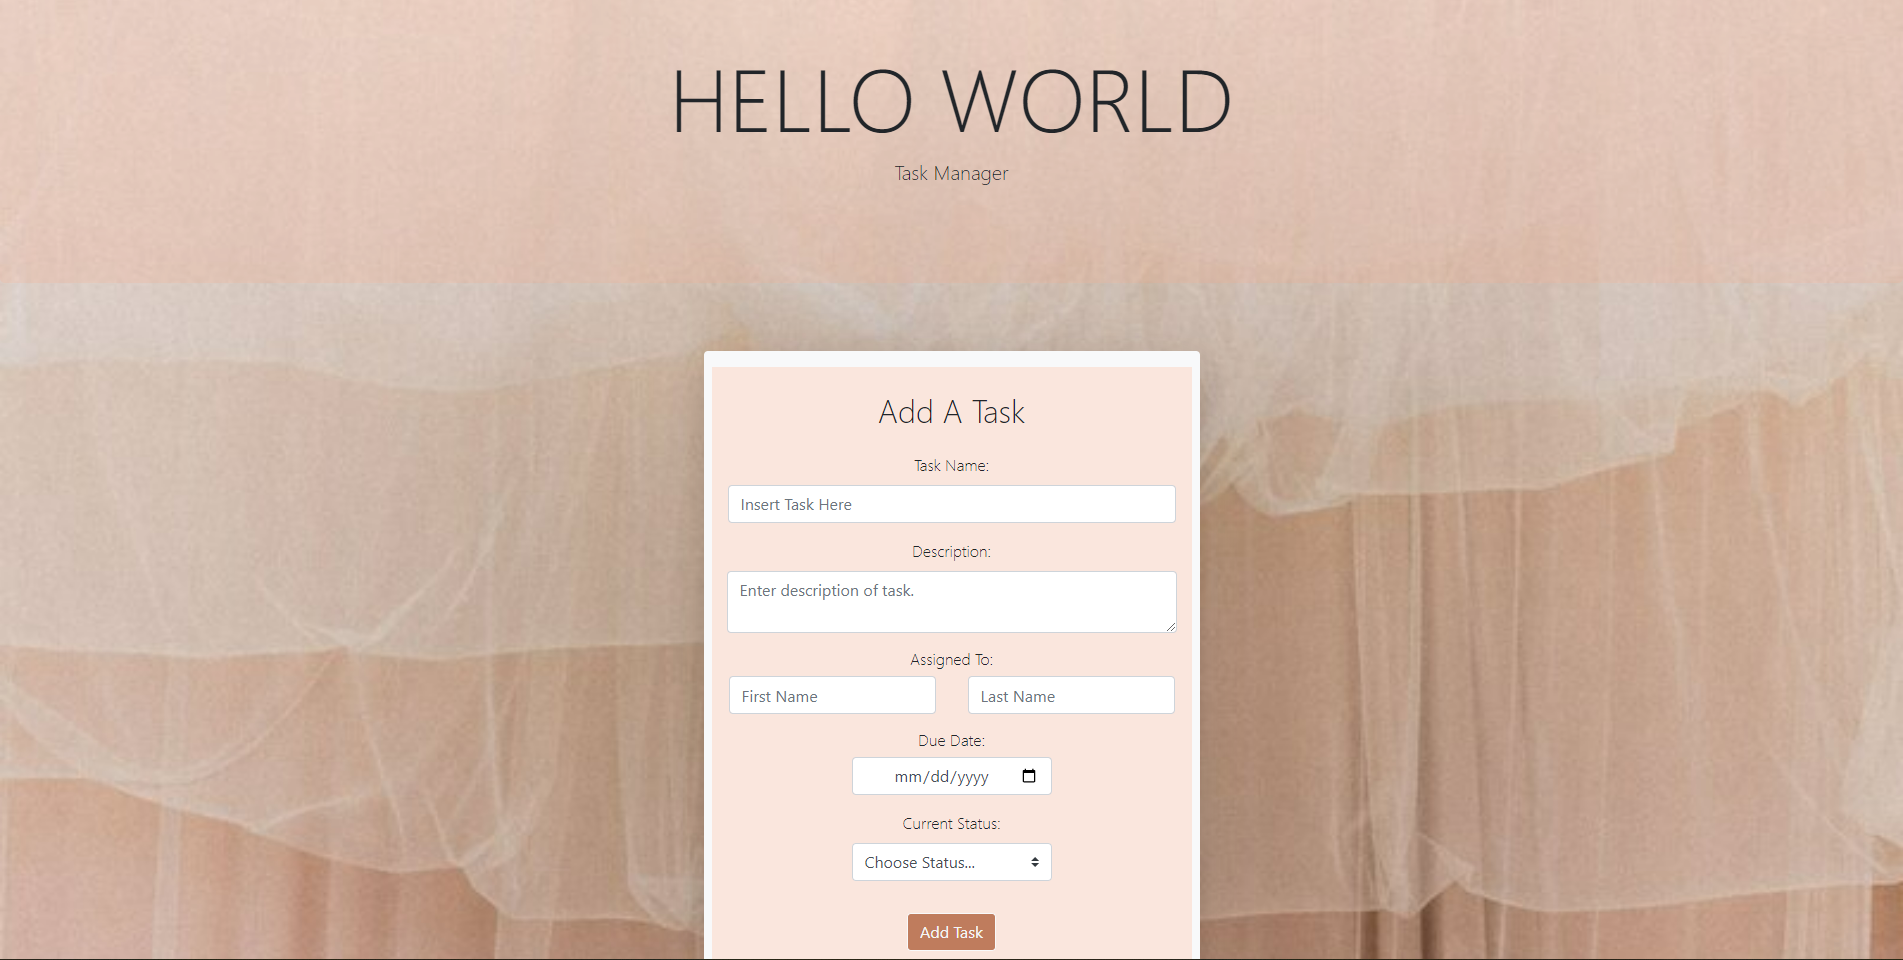 HELLO WORLD
Task Manager
Add A Task
Task Name:
Insert Task Here
Description:
Enter description of task.
Assigned To:
First Name Last Name
Due Date:
mm/dd/yyyy
Current Status:
Choose Status...
Add Task